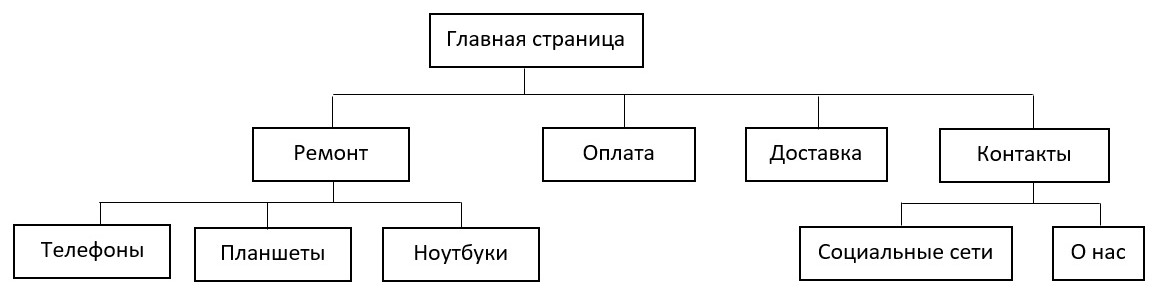 Главная страница
Ремонт
Оплата
Доставка
Контакты
Телефоны
Планшеты
Ноутбуки
Социальные сети
О нас